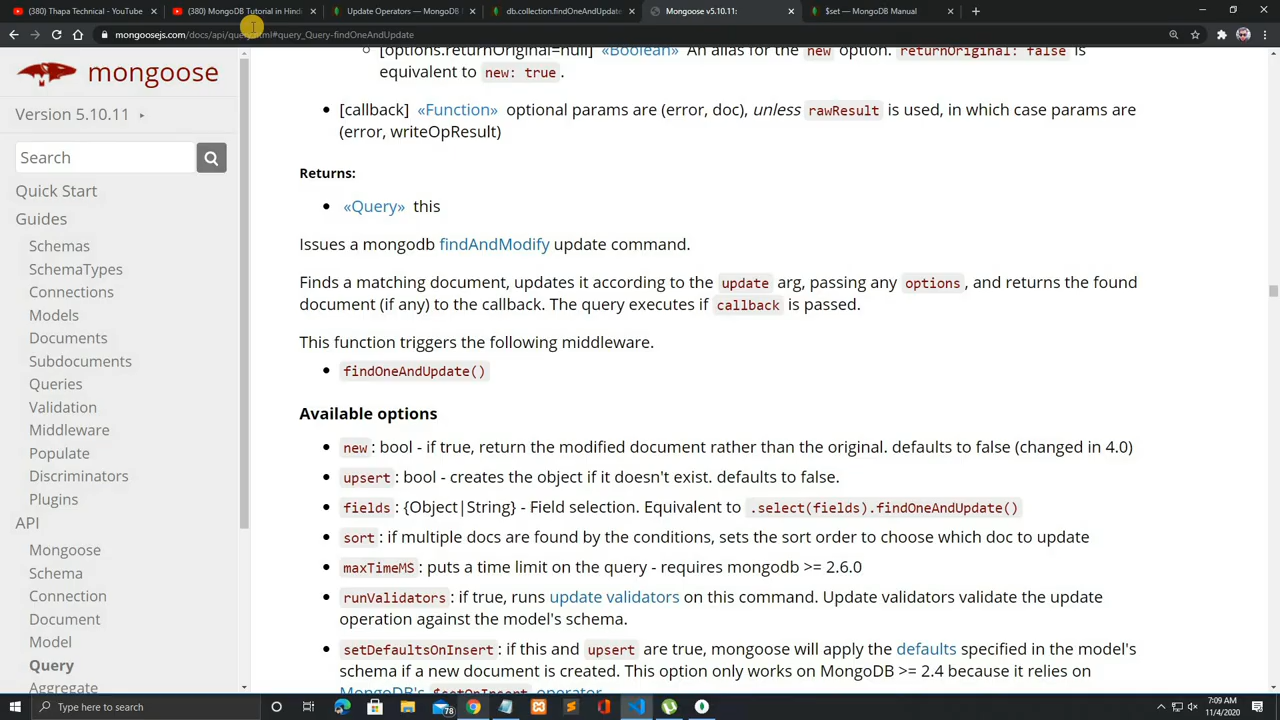 (380) Thapa Technical - YouTube
(380) MongoDB Tutorial in Hindi
Update Operators — MongoDB
db.collection.findOneAndUpdate
Mongoose v5.10.11:
$set — MongoDB Manual
mongoosejs.com/docs/api/query.html#query_Query-findOneAndUpdate
mongoose
Version 5.10.11
Search
Quick Start
Guides
Schemas
SchemaTypes
Connections
Models
Documents
Subdocuments
Queries
Validation
Middleware
Populate
Discriminators
Plugins
API
Mongoose
Schema
Connection
Document
Model
Query
Aggregate
[options.returnOriginal=null] «Boolean» An alias for the new option. returnOriginal: false is
equivalent to new: true.
[callback] «Function» optional params are (error, doc), unless rawResult is used, in which case params are
(error, writeOpResult)
Returns:
«Query» this
Issues a mongodb findAndModify update command.
Finds a matching document, updates it according to the update arg, passing any options, and returns the found
document (if any) to the callback. The query executes if callback is passed.
This function triggers the following middleware.
findOneAndUpdate()
Available options
new: bool - if true, return the modified document rather than the original. defaults to false (changed in 4.0)
upsert: bool - creates the object if it doesn't exist. defaults to false.
fields: {Object|String} - Field selection. Equivalent to .select(fields).findOneAndUpdate()
sort: if multiple docs are found by the conditions, sets the sort order to choose which doc to update
maxTimeMS: puts a time limit on the query - requires mongodb >= 2.6.0
runValidators: if true, runs update validators on this command. Update validators validate the update
operation against the model's schema.
setDefaultsOnInsert: if this and upsert are true, mongoose will apply the defaults specified in the model's
schema if a new document is created. This option only works on MongoDB >= 2.4 because it relies on
MongoDB's $setOnInsert operator.
Type here to search
78
7:09 AM
11/4/2020